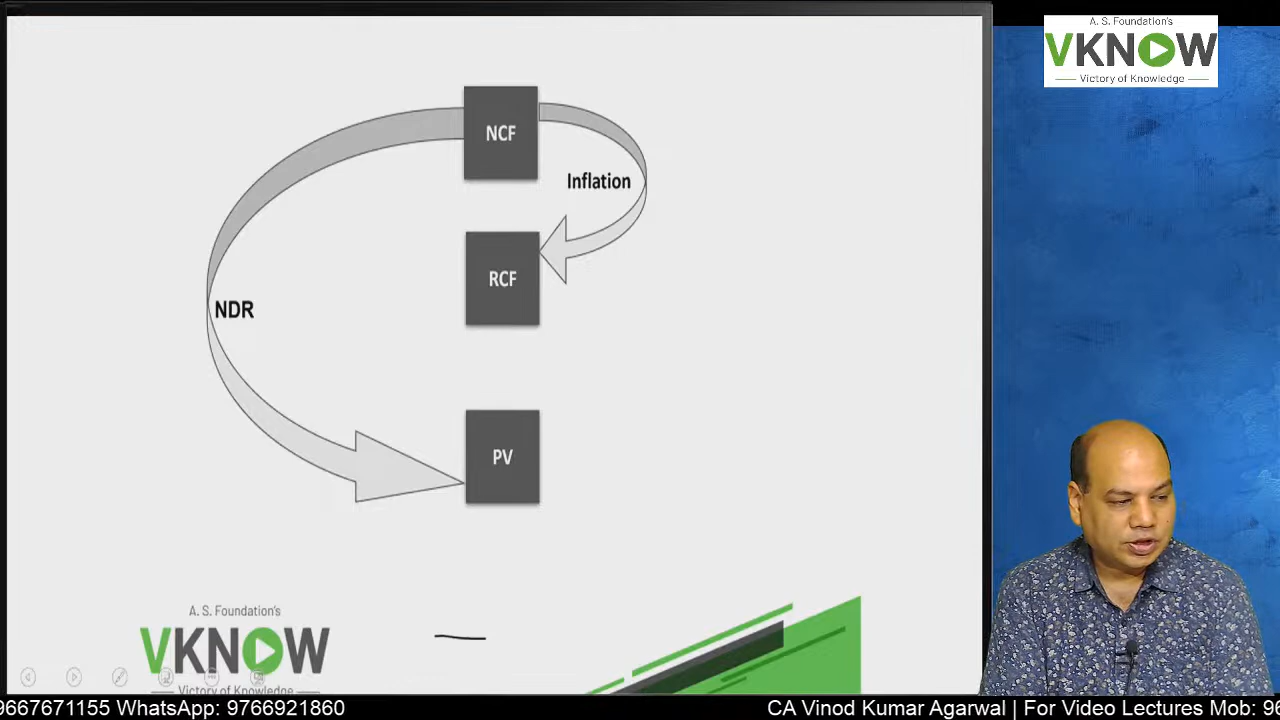 A. S. Foundation's
VKNOW
Victory of Knowledge
NCF
Inflation
RCF
NDR
PV
A. S. Foundation's
VKNOW
Victory of Knowledge
9667671155 WhatsApp: 9766921860
CA Vinod Kumar Agarwal | For Video Lectures Mob: 96